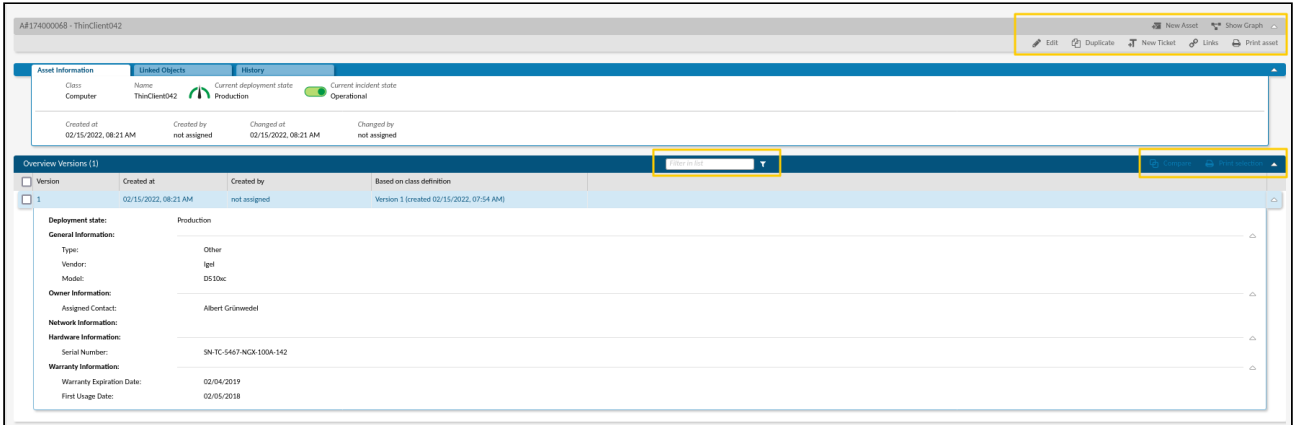 A#174000068 - ThinClient042
New Asset Show Graph
Edit Duplicate New Ticket Links Print asset
Asset Information Linked Objects History
Class Name Current deployment state Current incident state
Computer ThinClient042 Production Operational
Created at Created by Changed at Changed by
02/15/2022, 08:21 AM not assigned 02/15/2022, 08:21 AM not assigned
Overview Versions (1) Filter in list Compare Print selection
Version Created at Created by Based on class definition
1 02/15/2022, 08:21 AM not assigned Version 1 (created 02/15/2022, 07:54 AM)
Deployment state: Production
General Information:
Type: Other
Vendor: Igel
Model: D510xc
Owner Information:
Assigned Contact: Albert Grünwedel
Network Information:
Hardware Information:
Serial Number: SN-TC-5467-NGX-100A-142
Warranty Information:
Warranty Expiration Date: 02/04/2019
First Usage Date: 02/05/2018